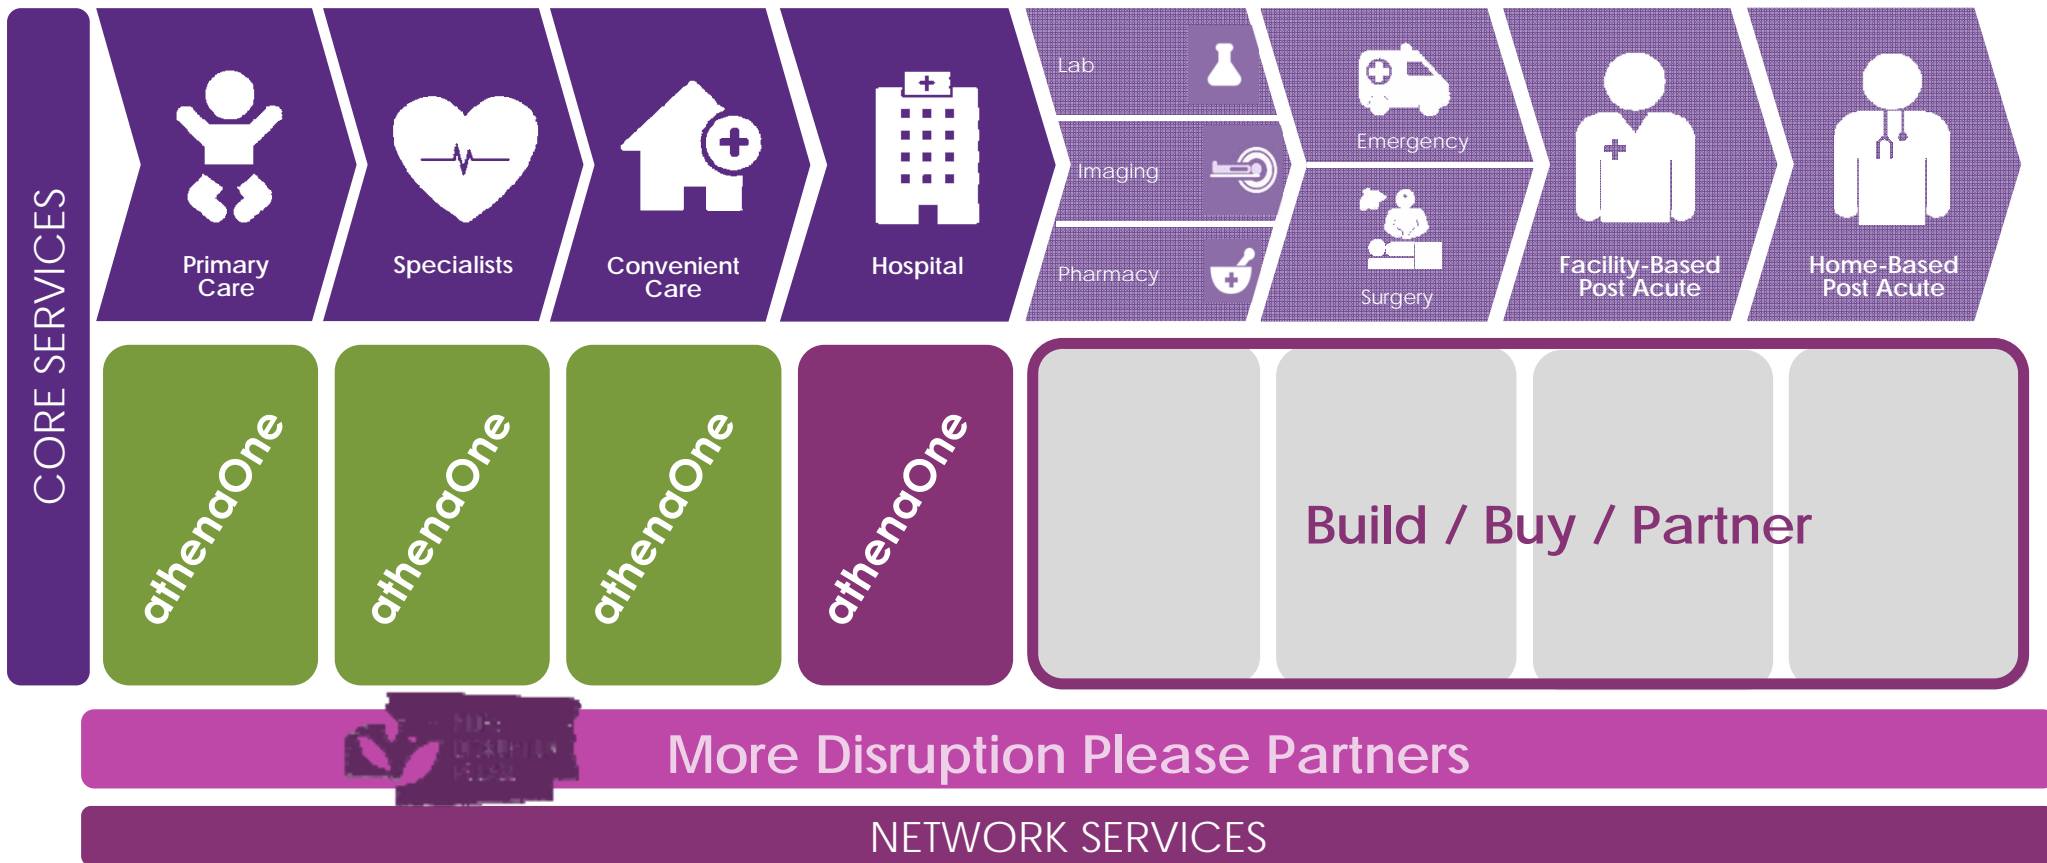 CORE SERVICES
Primary
Care
Specialists
Convenient
Care
Hospital
Lab
Imaging
Pharmacy
Emergency
Surgery
Facility-Based
Post Acute
Home-Based
Post Acute
athenaOne
athenaOne
athenaOne
athenaOne
Build / Buy / Partner
More Disruption Please Partners
NETWORK SERVICES